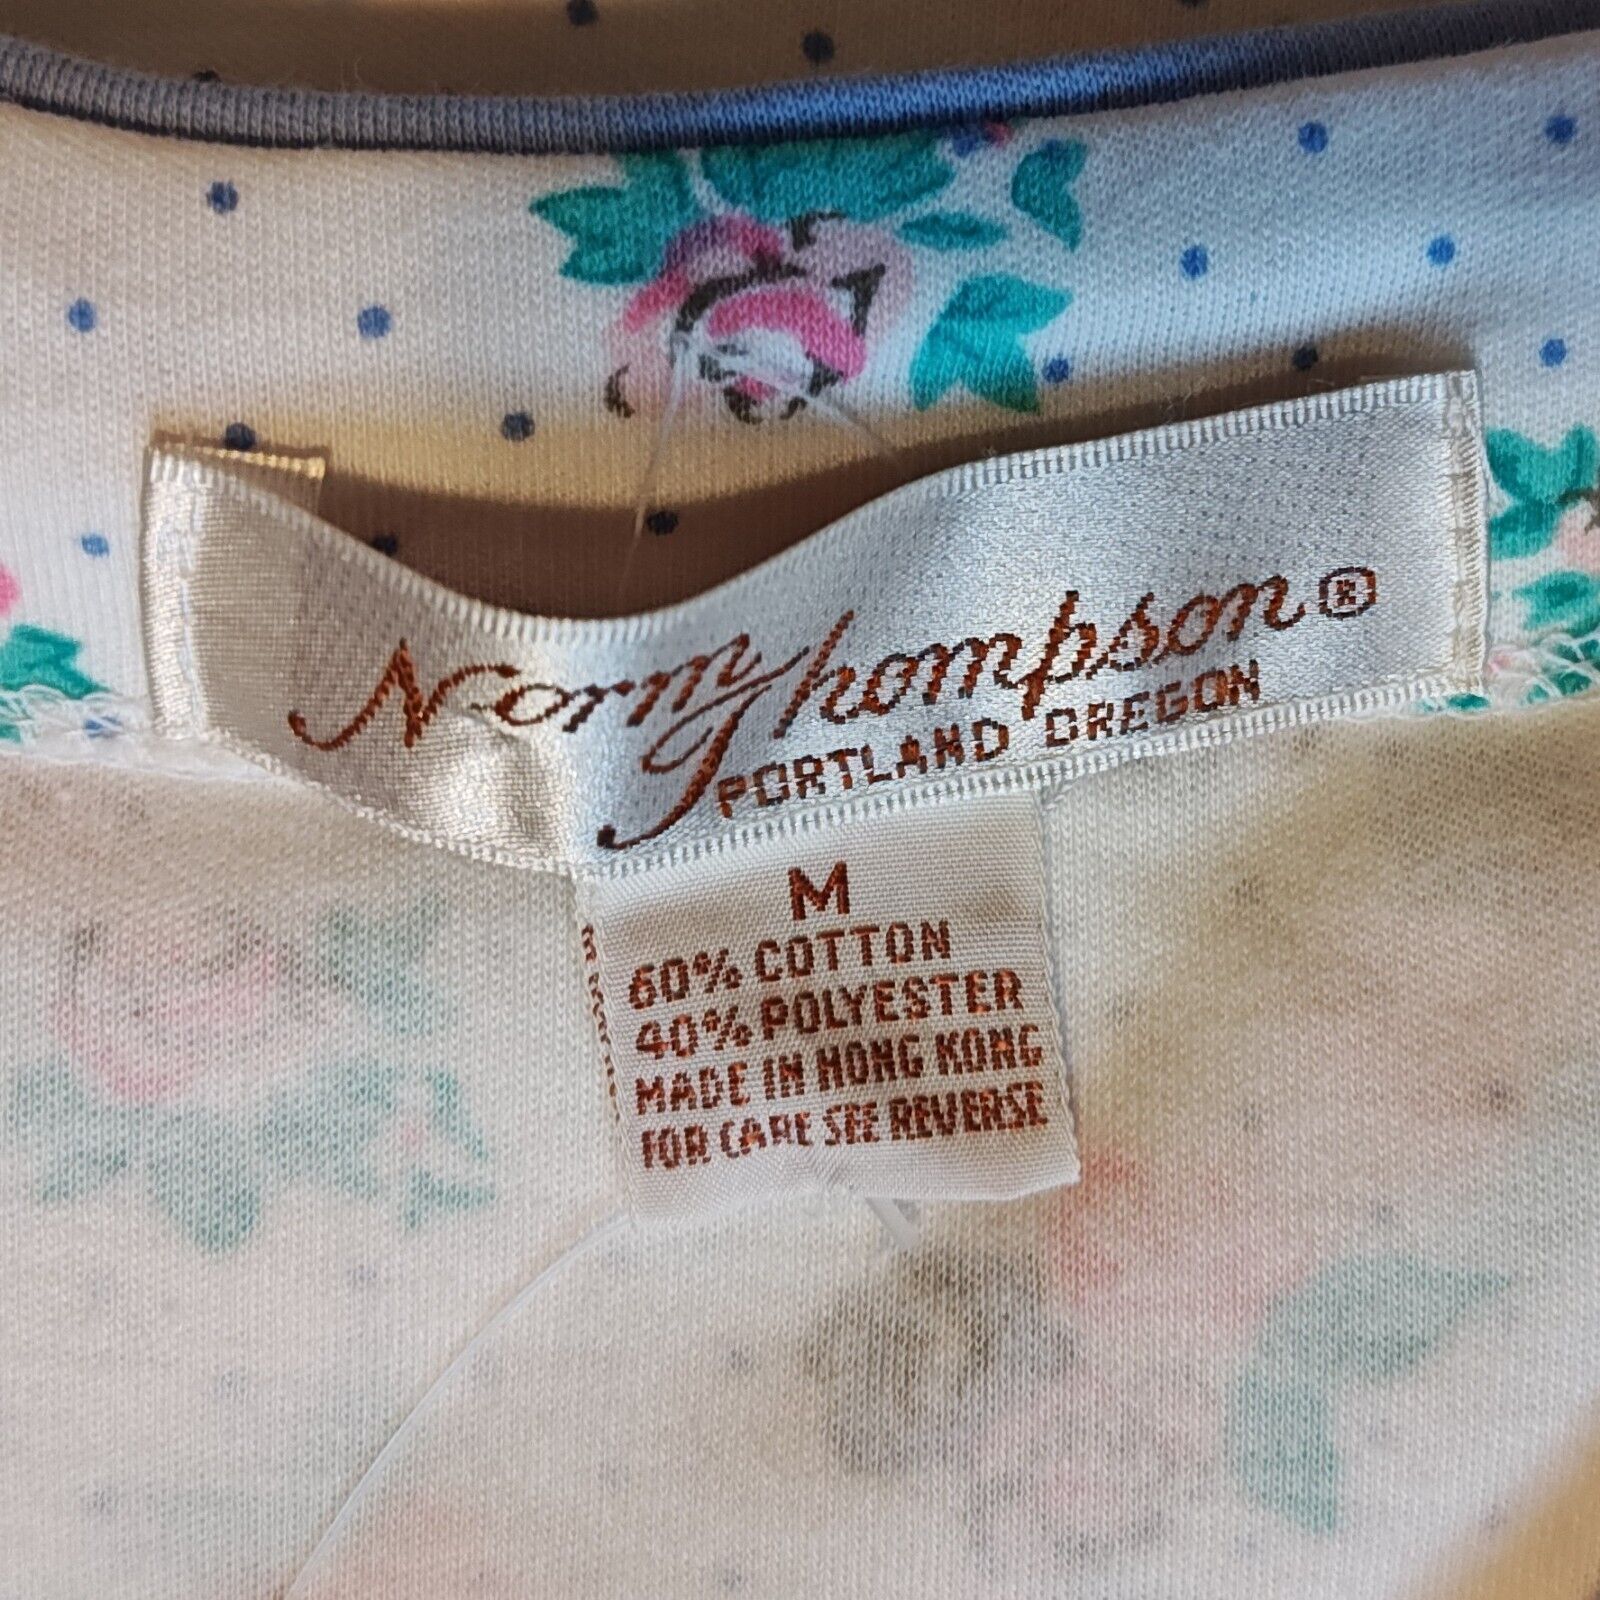 Norm Thompson®
PORTLAND OREGON
M
60% COTTON
40% POLYESTER
MADE IN HONG KONG
FOR CARE SEE REVERSE